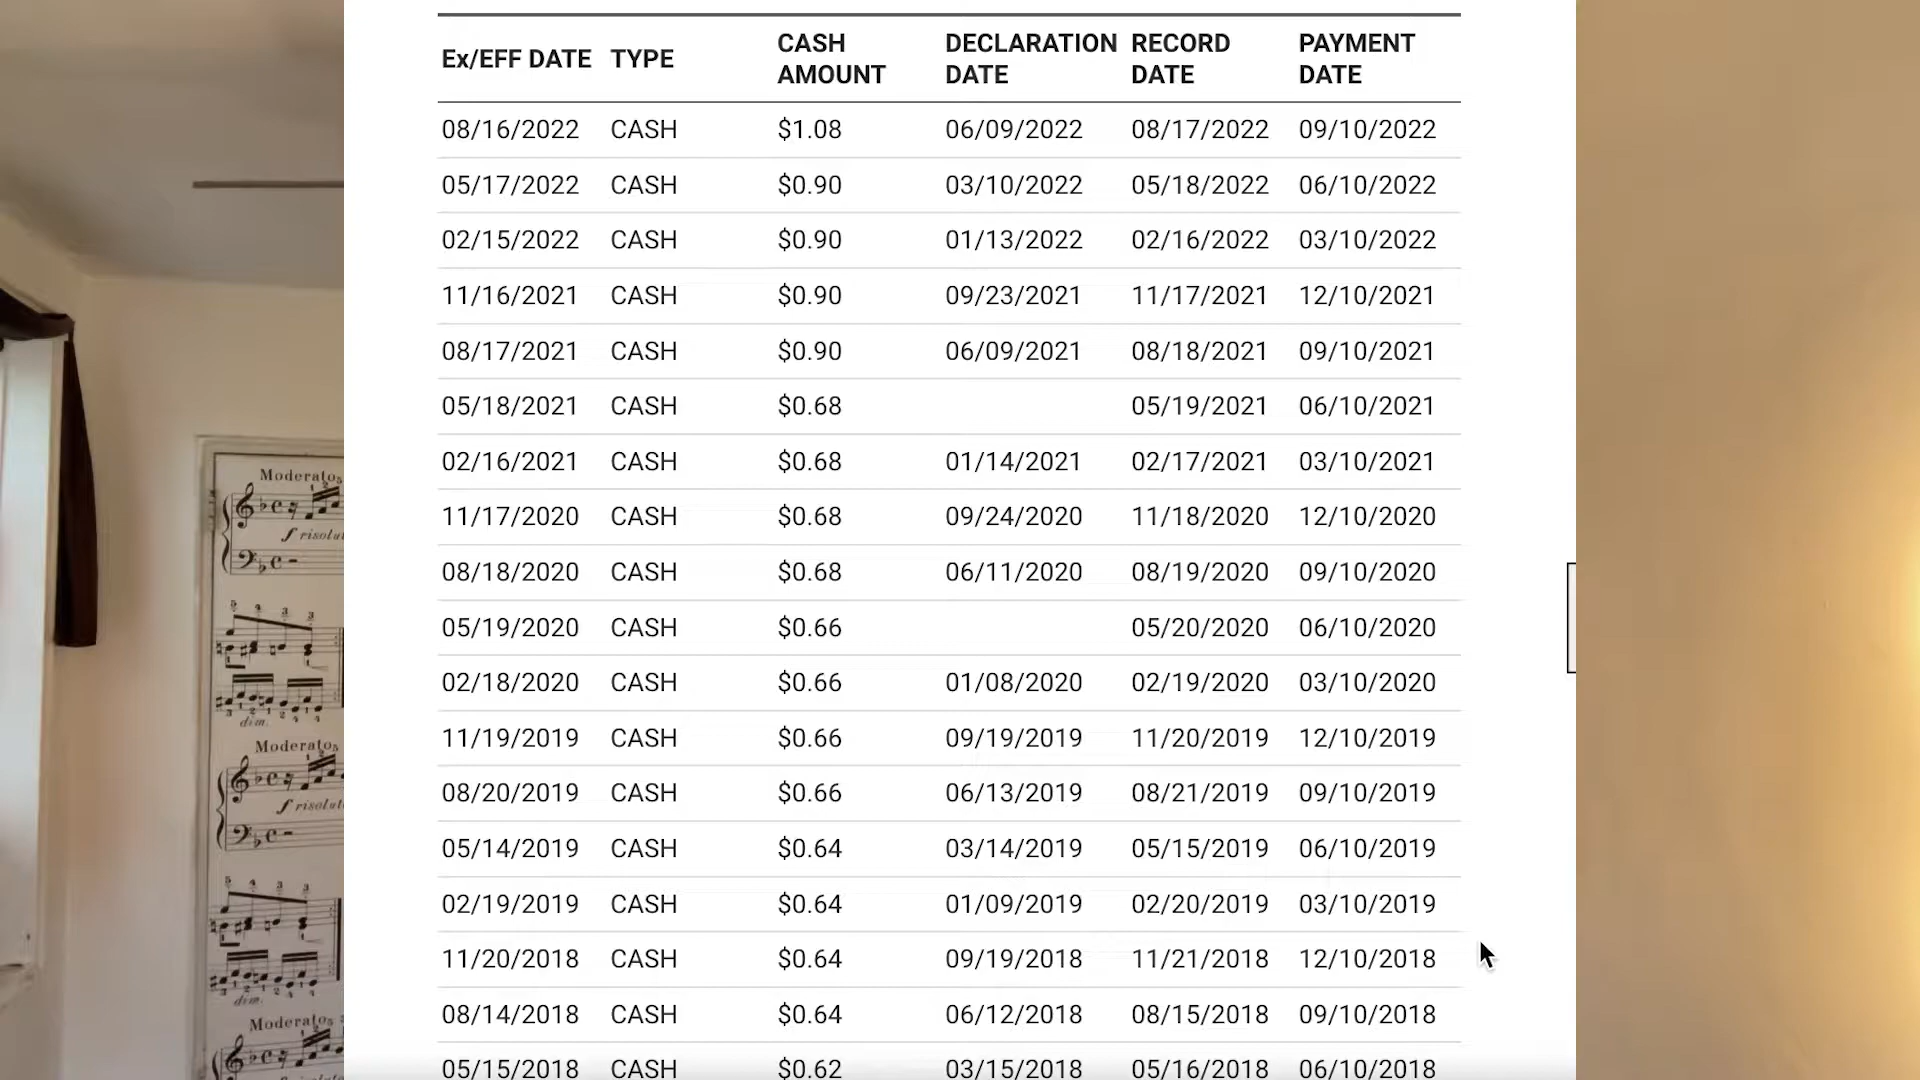 Ex/EFF DATE TYPE CASH AMOUNT DECLARATION DATE RECORD DATE PAYMENT DATE
08/16/2022 CASH $1.08 06/09/2022 08/17/2022 09/10/2022
05/17/2022 CASH $0.90 03/10/2022 05/18/2022 06/10/2022
02/15/2022 CASH $0.90 01/13/2022 02/16/2022 03/10/2022
11/16/2021 CASH $0.90 09/23/2021 11/17/2021 12/10/2021
08/17/2021 CASH $0.90 06/09/2021 08/18/2021 09/10/2021
05/18/2021 CASH $0.68 05/19/2021 06/10/2021
02/16/2021 CASH $0.68 01/14/2021 02/17/2021 03/10/2021
11/17/2020 CASH $0.68 09/24/2020 11/18/2020 12/10/2020
08/18/2020 CASH $0.68 06/11/2020 08/19/2020 09/10/2020
05/19/2020 CASH $0.66 05/20/2020 06/10/2020
02/18/2020 CASH $0.66 01/08/2020 02/19/2020 03/10/2020
11/19/2019 CASH $0.66 09/19/2019 11/20/2019 12/10/2019
08/20/2019 CASH $0.66 06/13/2019 08/21/2019 09/10/2019
05/14/2019 CASH $0.64 03/14/2019 05/15/2019 06/10/2019
02/19/2019 CASH $0.64 01/09/2019 02/20/2019 03/10/2019
11/20/2018 CASH $0.64 09/19/2018 11/21/2018 12/10/2018
08/14/2018 CASH $0.64 06/12/2018 08/15/2018 09/10/2018
05/15/2018 CASH $0.62 03/15/2018 05/16/2018 06/10/2018
Moderato
f
dim.
Moderato
f
dim.
Moderato